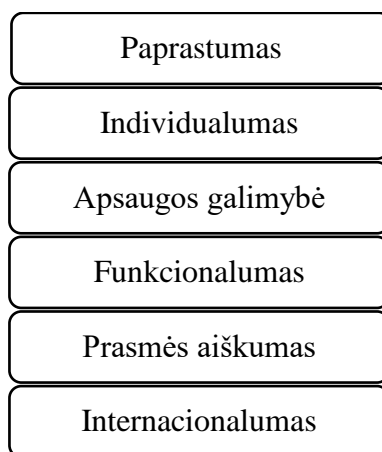 Paprastumas
Individualumas
Apsaugos galimybė
Funkcionalumas
Prasmės aiškumas
Internacionalumas